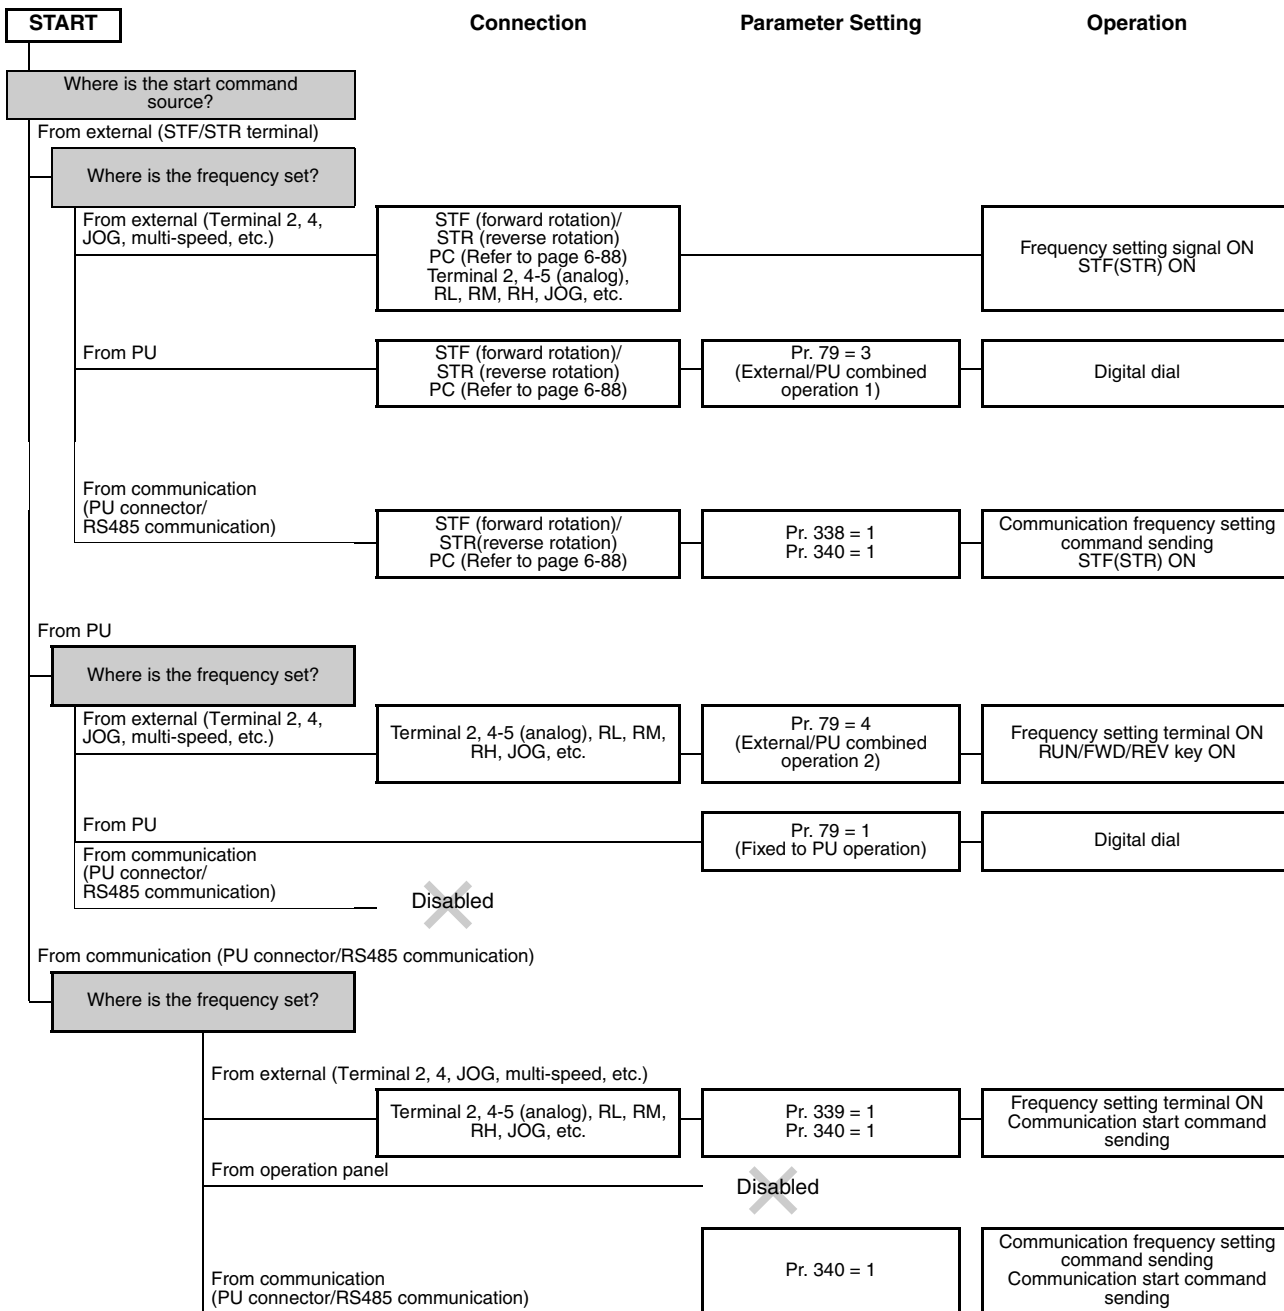 START
Connection
Parameter Setting
Operation
Where is the start command
source?
From external (STF/STR terminal)
Where is the frequency set?
From external (Terminal 2, 4,
JOG, multi-speed, etc.)
STF (forward rotation)/
STR (reverse rotation)
PC (Refer to page 6-88)
Terminal 2, 4-5 (analog),
RL, RM, RH, JOG, etc.
Frequency setting signal ON
STF(STR) ON
From PU
STF (forward rotation)/
STR (reverse rotation)
PC (Refer to page 6-88)
Pr. 79 = 3
(External/PU combined
operation 1)
Digital dial
From communication
(PU connector/
RS485 communication)
STF (forward rotation)/
STR(reverse rotation)
PC (Refer to page 6-88)
Pr. 338 = 1
Pr. 340 = 1
Communication frequency setting
command sending
STF(STR) ON
From PU
Where is the frequency set?
From external (Terminal 2, 4,
JOG, multi-speed, etc.)
Terminal 2, 4-5 (analog), RL, RM,
RH, JOG, etc.
Pr. 79 = 4
(External/PU combined
operation 2)
Frequency setting terminal ON
RUN/FWD/REV key ON
From PU
Pr. 79 = 1
(Fixed to PU operation)
Digital dial
From communication
(PU connector/
RS485 communication)
Disabled
From communication (PU connector/RS485 communication)
Where is the frequency set?
From external (Terminal 2, 4, JOG, multi-speed, etc.)
Terminal 2, 4-5 (analog), RL, RM,
RH, JOG, etc.
Pr. 339 = 1
Pr. 340 = 1
Frequency setting terminal ON
Communication start command
sending
From operation panel
Disabled
From communication
(PU connector/RS485 communication)
Pr. 340 = 1
Communication frequency setting
command sending
Communication start command
sending